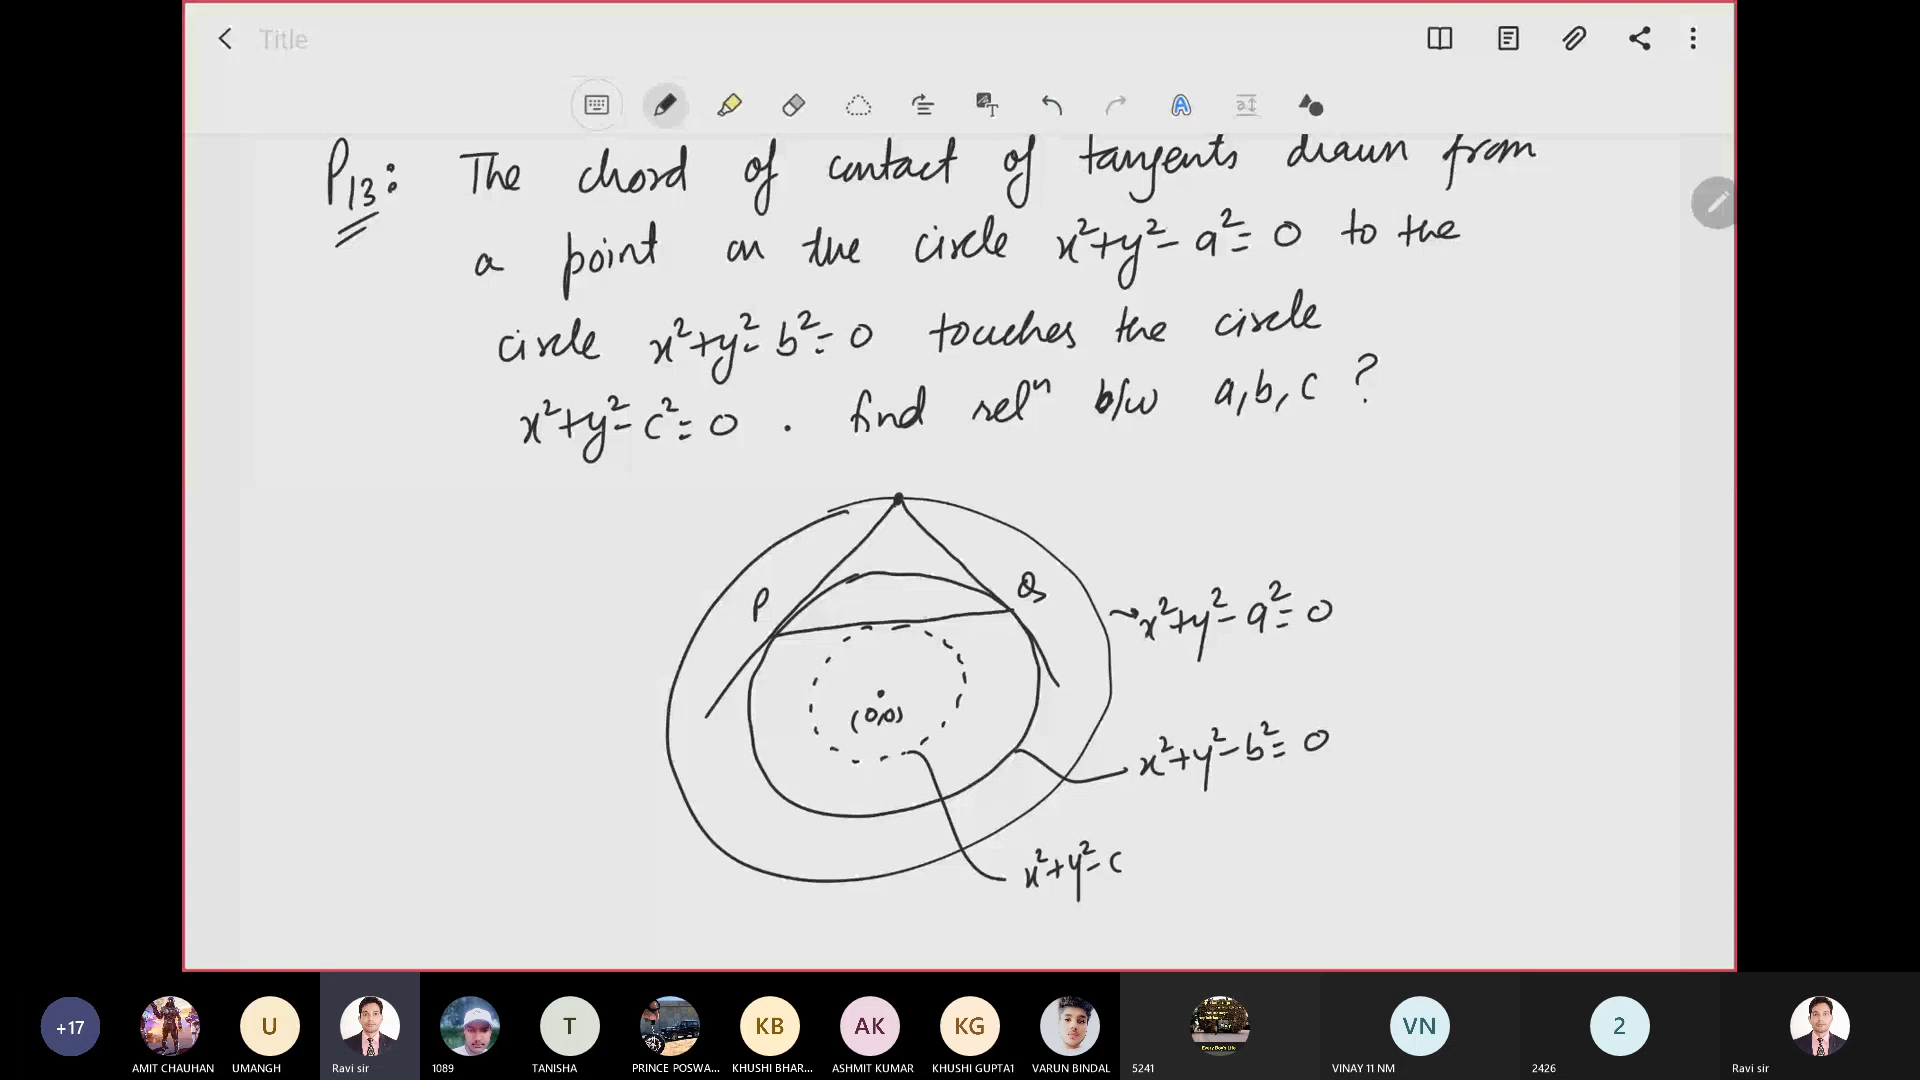 Title
P13: The chord of contact of tangents drawn from
a point on the circle x²+y²-a²=0 to the
circle x²+y²-b²=0 touches the circle
x²+y²-c²=0 . find relⁿ b/w a,b,c ?
P
Q
→x²+y²-a²=0
(0,0)
x²+y²-b²=0
x²+y²-c
+17
U
T
KB
AK
KG
VN
2
AMIT CHAUHAN
UMANGH
Ravi sir
1089
TANISHA
PRINCE POSWA...
KHUSHI BHAR...
ASHMIT KUMAR
KHUSHI GUPTA1
VARUN BINDAL
5241
VINAY 11 NM
2426
Ravi sir